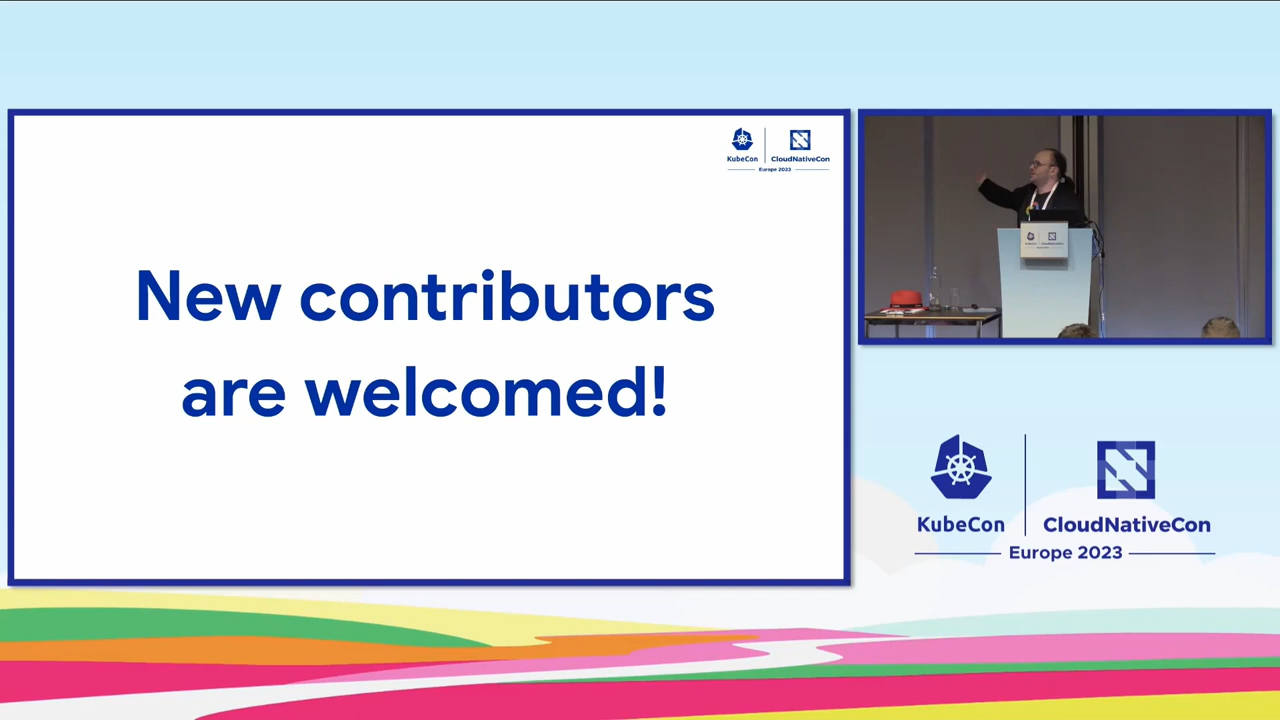 KubeCon
CloudNativeCon
Europe 2023
New contributors
are welcomed!
KubeCon
CloudNativeCon
Europe 2023